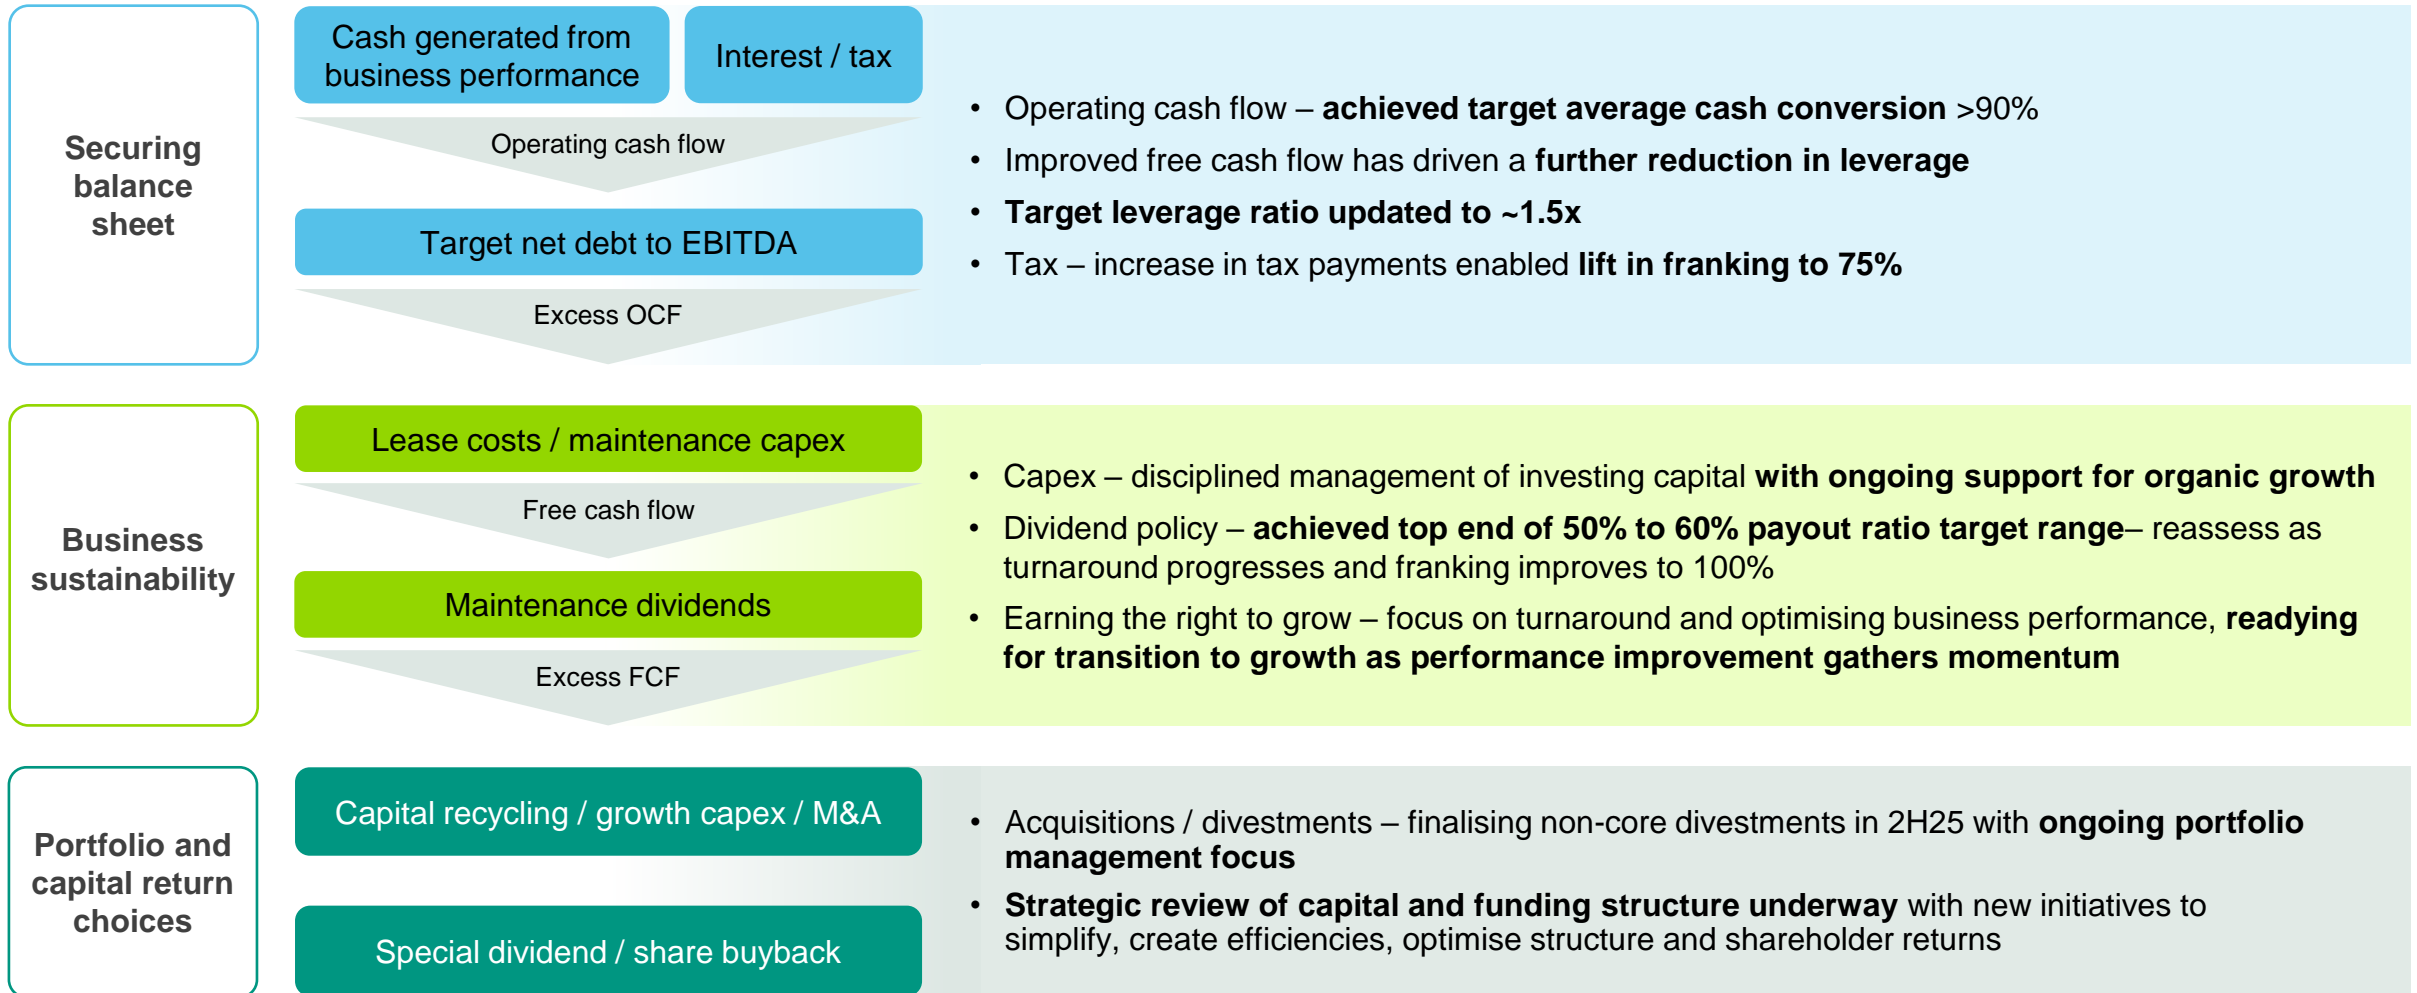 Securing
balance
sheet
Cash generated from
business performance
Interest / tax
Operating cash flow
Target net debt to EBITDA
Excess OCF
• Operating cash flow – achieved target average cash conversion >90%
• Improved free cash flow has driven a further reduction in leverage
• Target leverage ratio updated to ~1.5x
• Tax – increase in tax payments enabled lift in franking to 75%
Business
sustainability
Lease costs / maintenance capex
Free cash flow
Maintenance dividends
Excess FCF
• Capex – disciplined management of investing capital with ongoing support for organic growth
• Dividend policy – achieved top end of 50% to 60% payout ratio target range– reassess as
turnaround progresses and franking improves to 100%
• Earning the right to grow – focus on turnaround and optimising business performance, readying
for transition to growth as performance improvement gathers momentum
Portfolio and
capital return
choices
Capital recycling / growth capex / M&A
Special dividend / share buyback
• Acquisitions / divestments – finalising non-core divestments in 2H25 with ongoing portfolio
management focus
• Strategic review of capital and funding structure underway with new initiatives to
simplify, create efficiencies, optimise structure and shareholder returns